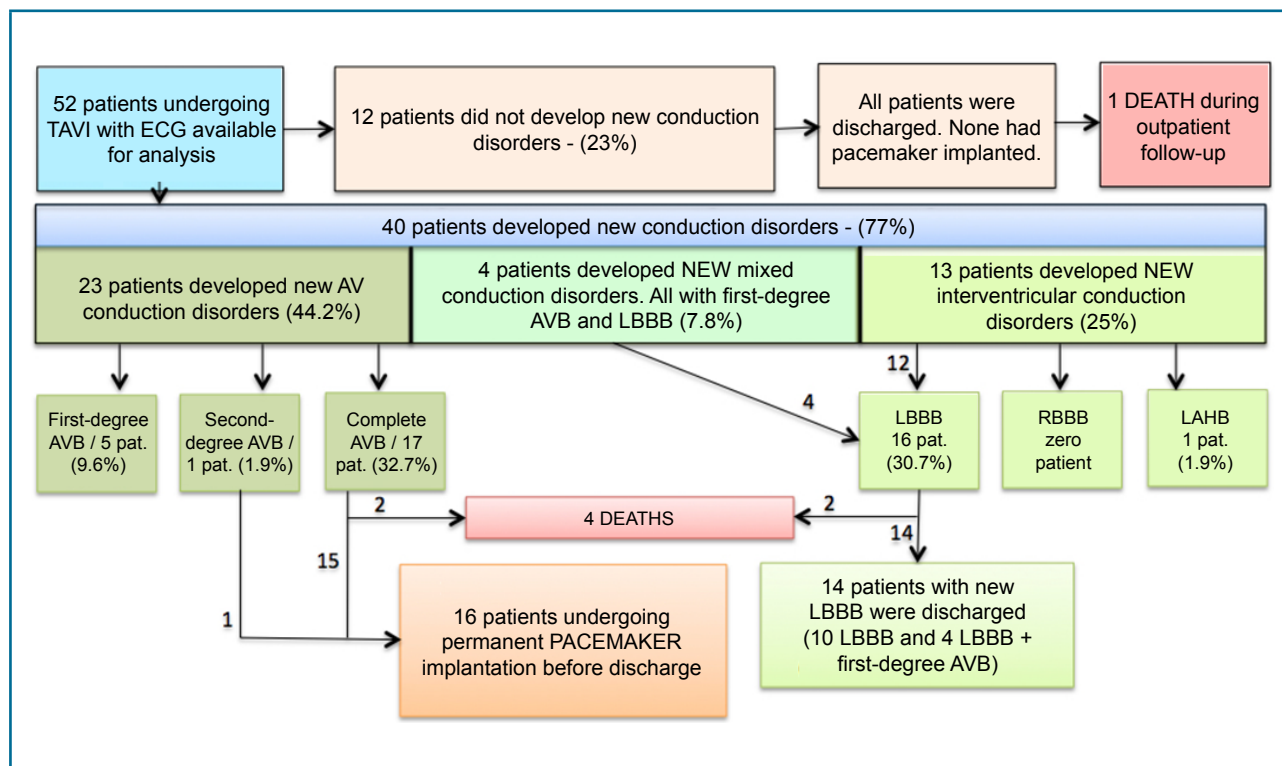 52 patients undergoing
TAVI with ECG available
for analysis
12 patients did not develop new conduction
disorders - (23%)
All patients were
discharged. None had
pacemaker implanted.
1 DEATH during
outpatient
follow-up
40 patients developed new conduction disorders - (77%)
23 patients developed new AV
conduction disorders (44.2%)
4 patients developed NEW mixed
conduction disorders. All with first-degree
AVB and LBBB (7.8%)
13 patients developed NEW
interventricular conduction
disorders (25%)
12
4
First-degree
AVB / 5 pat.
(9.6%)
Second-
degree AVB /
1 pat. (1.9%)
Complete
AVB / 17
pat. (32.7%)
LBBB
16 pat.
(30.7%)
RBBB
zero
patient
LAHB
1 pat.
(1.9%)
2
4 DEATHS
2
14
15
1
16 patients undergoing
permanent PACEMAKER
implantation before discharge
14 patients with new
LBBB were discharged
(10 LBBB and 4 LBBB +
first-degree AVB)